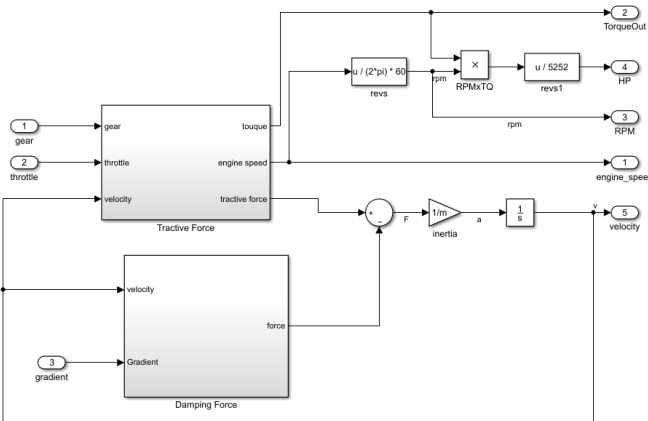 2
TorqueOut
u / (2*pi) * 60
revs
rpm
×
RPMxTQ
u / 5252
revs1
4
HP
3
RPM
rpm
1
gear
2
throttle
gear
throttle
velocity
touque
engine speed
tractive force
Tractive Force
1
engine_spee
+
−
F
1/m
inertia
a
1
s
v
5
velocity
velocity
Gradient
force
Damping Force
3
gradient